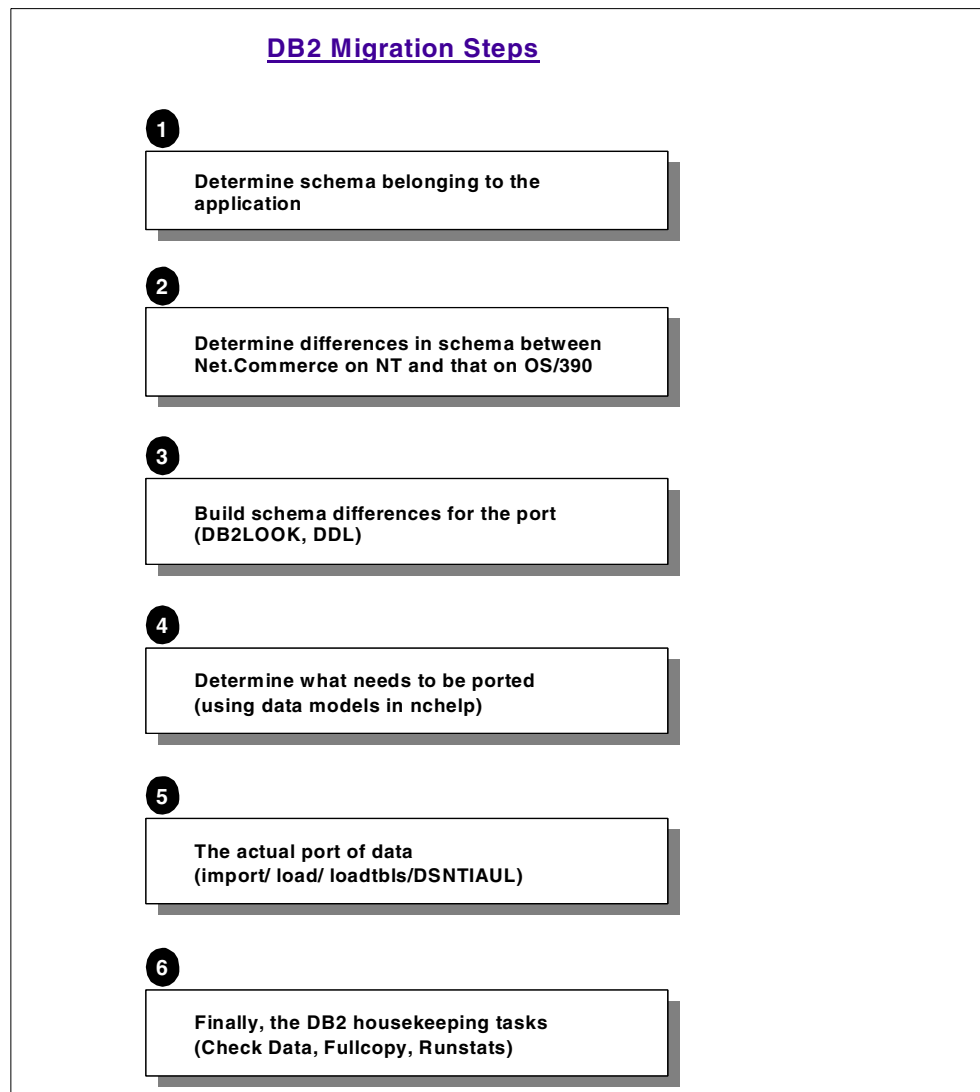 DB2 Migration Steps
1
Determine schema belonging to the
application
2
Determine differences in schema between
Net.Commerce on NT and that on OS/390
3
Build schema differences for the port
(DB2LOOK, DDL)
4
Determine what needs to be ported
(using data models in nchelp)
5
The actual port of data
(import/ load/ loadtbls/DSNTIAUL)
6
Finally, the DB2 housekeeping tasks
(Check Data, Fullcopy, Runstats)